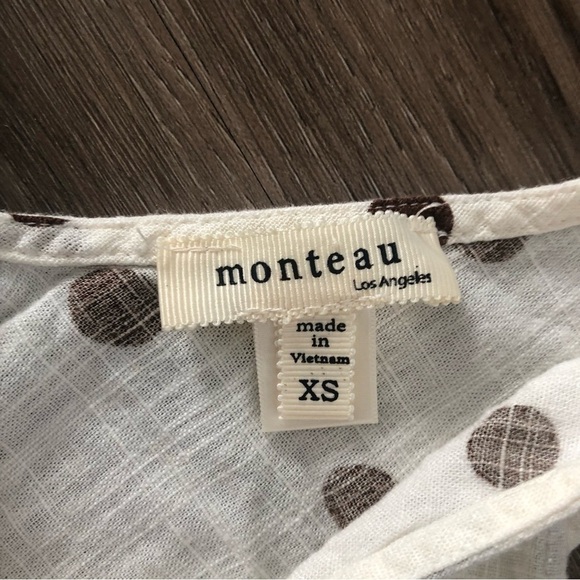 monteau
Los Angeles
made
in
Vietnam
XS